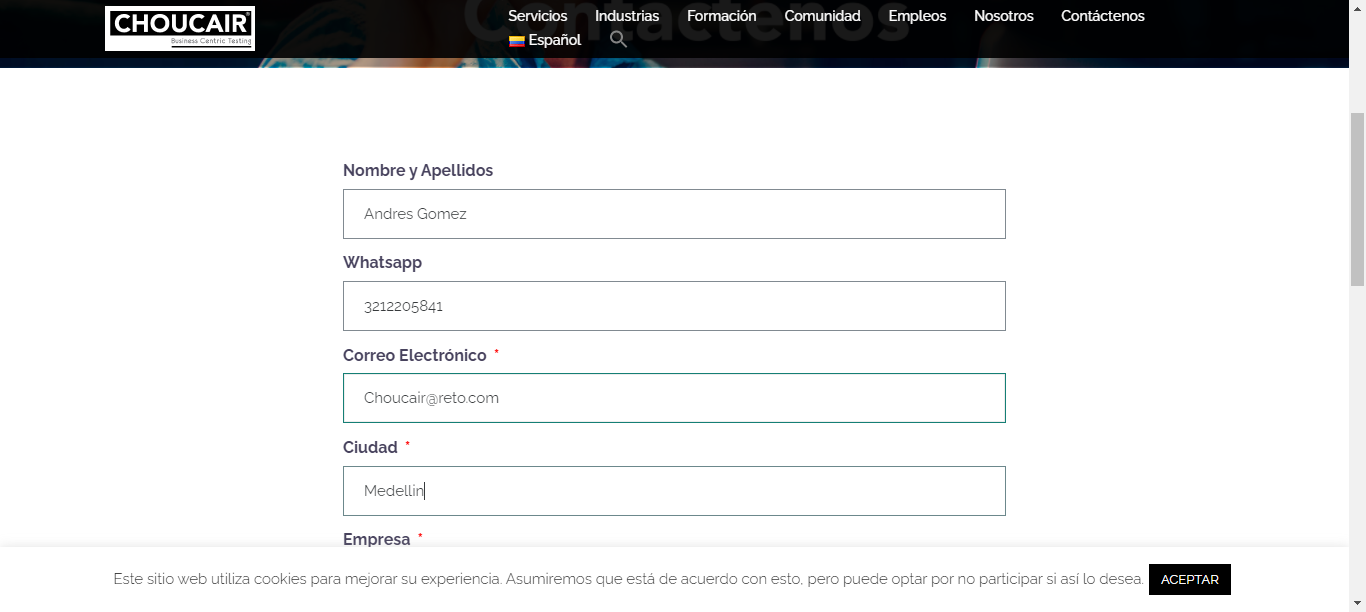 CHOUCAIR
Business Centric Testing
Contáctenos
Servicios Industrias Formación Comunidad Empleos Nosotros Contáctenos
Español
Nombre y Apellidos
Andres Gomez
Whatsapp
3212205841
Correo Electrónico *
Choucair@reto.com
Ciudad *
Medellin
Empresa *
Este sitio web utiliza cookies para mejorar su experiencia. Asumiremos que está de acuerdo con esto, pero puede optar por no participar si así lo desea. ACEPTAR